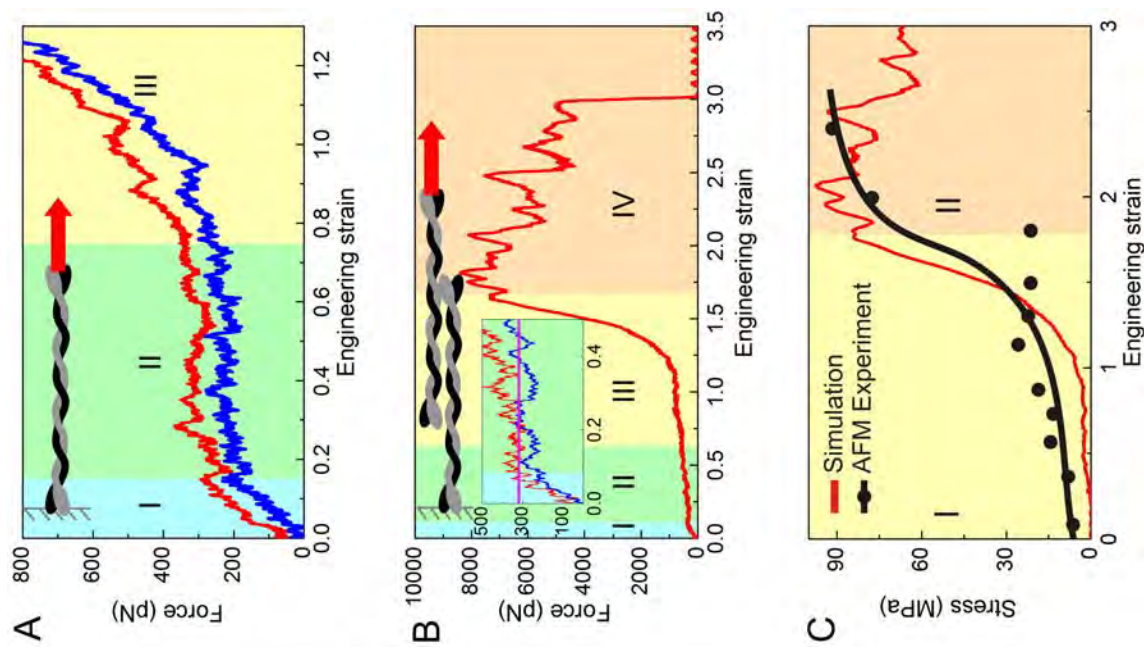 A
800
600
400
200
0
Force (pN)
I
II
III
0.0
0.2
0.4
0.6
0.8
1.0
1.2
Engineering strain
B
10000
8000
6000
4000
2000
0
Force (pN)
500
300
100
0.0
0.2
0.4
I
II
III
IV
0.0
0.5
1.0
1.5
2.0
2.5
3.0
3.5
Engineering strain
C
90
60
30
0
Stress (MPa)
Simulation
AFM Experiment
I
II
0
1
2
3
Engineering strain